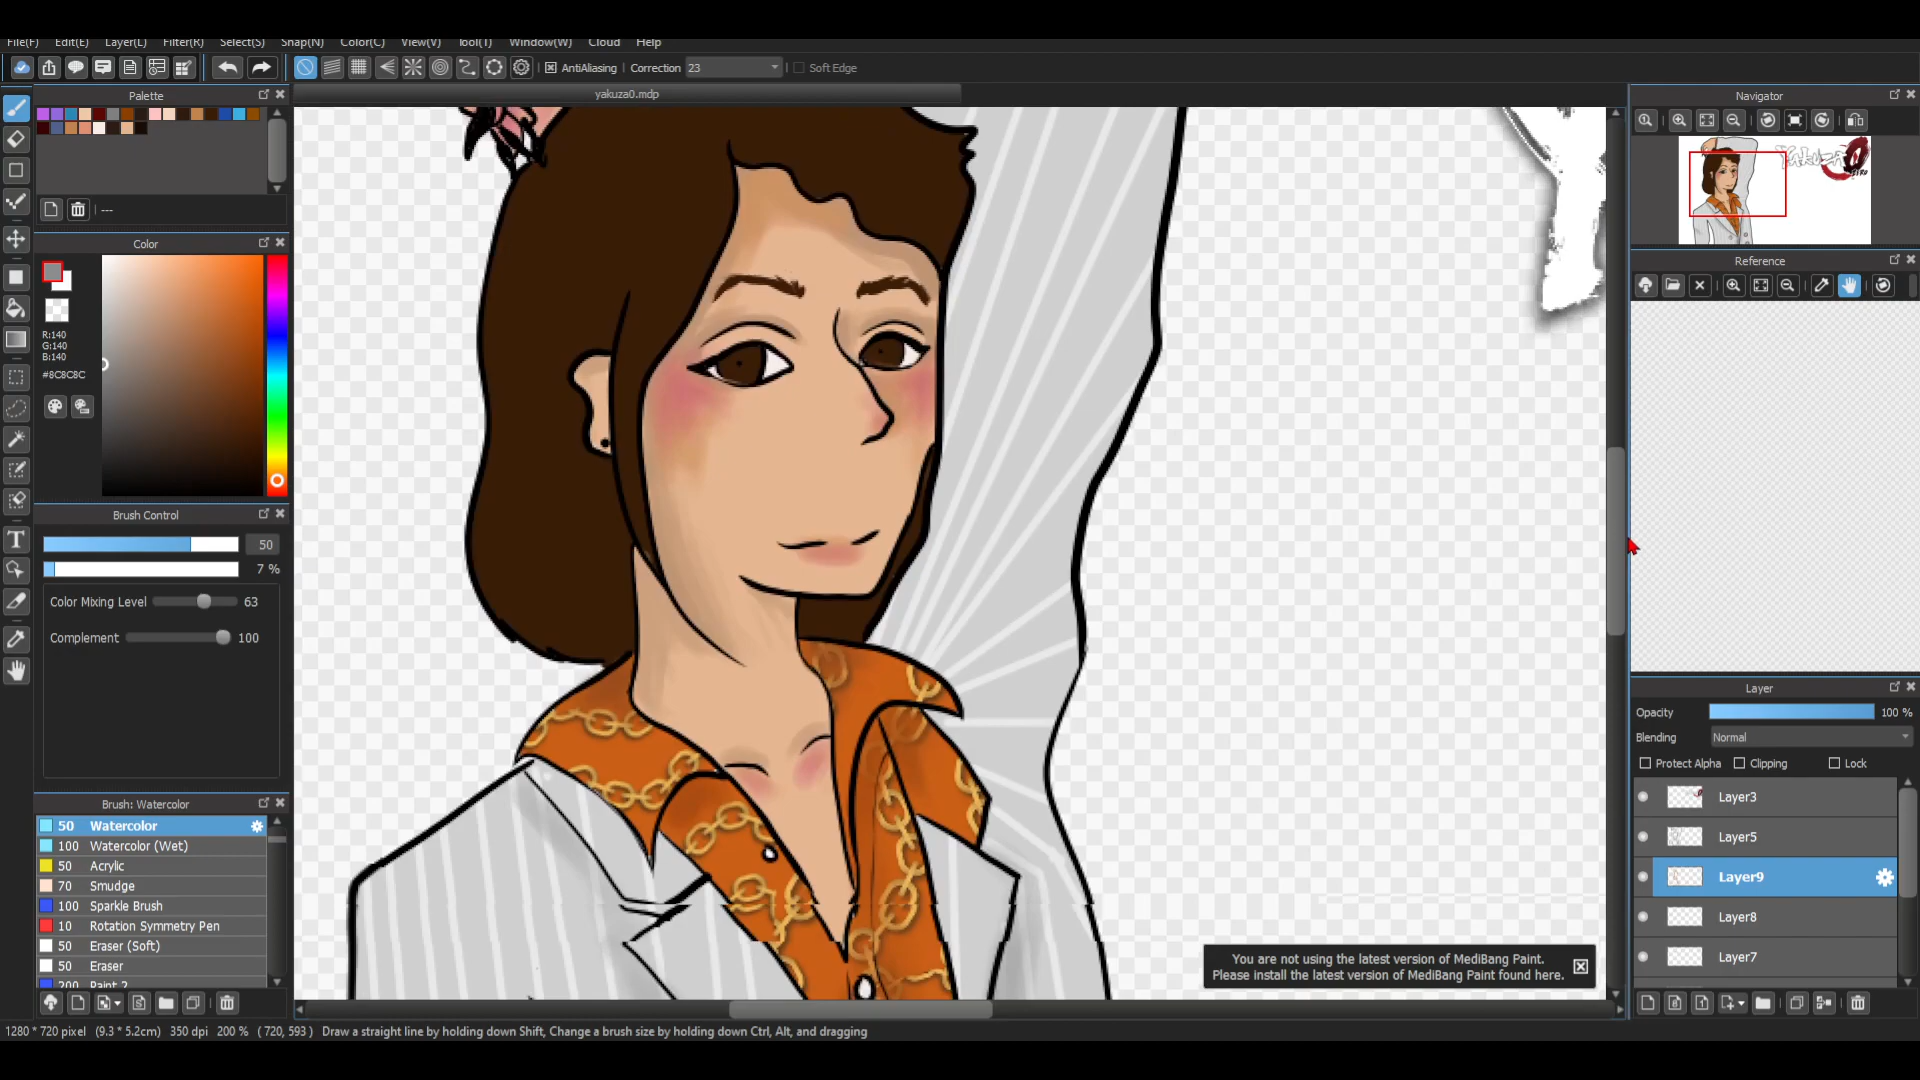 File(F) Edit(E) Layer(L) Filter(R) Select(S) Snap(N) Color(C) View(V) Tool(T) Window(W) Cloud Help
AntiAliasing Correction 23 Soft Edge
Palette
yakuza0.mdp
Navigator
---
Color
R:140
G:140
B:140
#8C8C8C
Reference
Brush Control
50
7 %
Color Mixing Level 63
Complement 100
Brush: Watercolor
50 Watercolor
100 Watercolor (Wet)
50 Acrylic
70 Smudge
100 Sparkle Brush
10 Rotation Symmetry Pen
50 Eraser (Soft)
50 Eraser
200 Paint 2
Layer
Opacity 100 %
Blending Normal
Protect Alpha Clipping Lock
Layer3
Layer5
Layer9
Layer8
Layer7
You are not using the latest version of MediBang Paint.
Please install the latest version of MediBang Paint found here.
1280 * 720 pixel (9.3 * 5.2cm) 350 dpi 200 % ( 720, 593 ) Draw a straight line by holding down Shift, Change a brush size by holding down Ctrl, Alt, and dragging